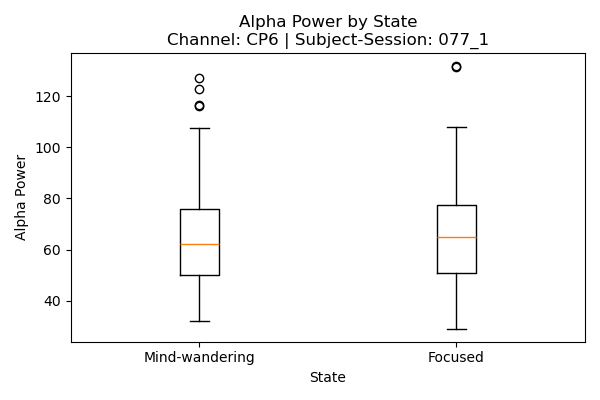 Alpha Power by State
Channel: CP6 | Subject-Session: 077_1
Alpha Power
120
100
80
60
40
Mind-wandering
Focused
State